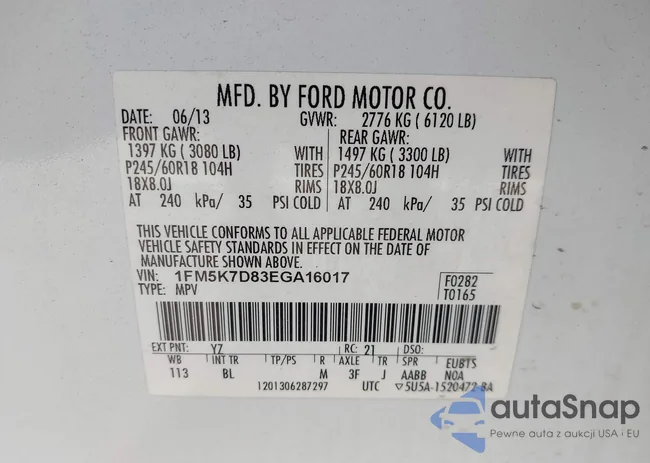 MFD. BY FORD MOTOR CO.
DATE: 06/13 GVWR: 2776 KG ( 6120 LB)
FRONT GAWR: REAR GAWR:
1397 KG ( 3080 LB) WITH 1497 KG ( 3300 LB) WITH
P245/60R18 104H TIRES P245/60R18 104H TIRES
18X8.0J RIMS 18X8.0J RIMS
AT 240 kPa/ 35 PSI COLD AT 240 kPa/ 35 PSI COLD
THIS VEHICLE CONFORMS TO ALL APPLICABLE FEDERAL MOTOR
VEHICLE SAFETY STANDARDS IN EFFECT ON THE DATE OF
MANUFACTURE SHOWN ABOVE.
VIN: 1FM5K7D83EGA16017 F0282
TYPE: MPV T0165
EXT PNT: YZ RC: 21 DSO:
WB INT TR TP/PS R AXLE TR SPR EUBTS
113 BL M 3F J AABB NOA
1201306287297 UTC ▽5U5A-1520472-BA
autaSnap
Pewne auta z aukcji USA i EU